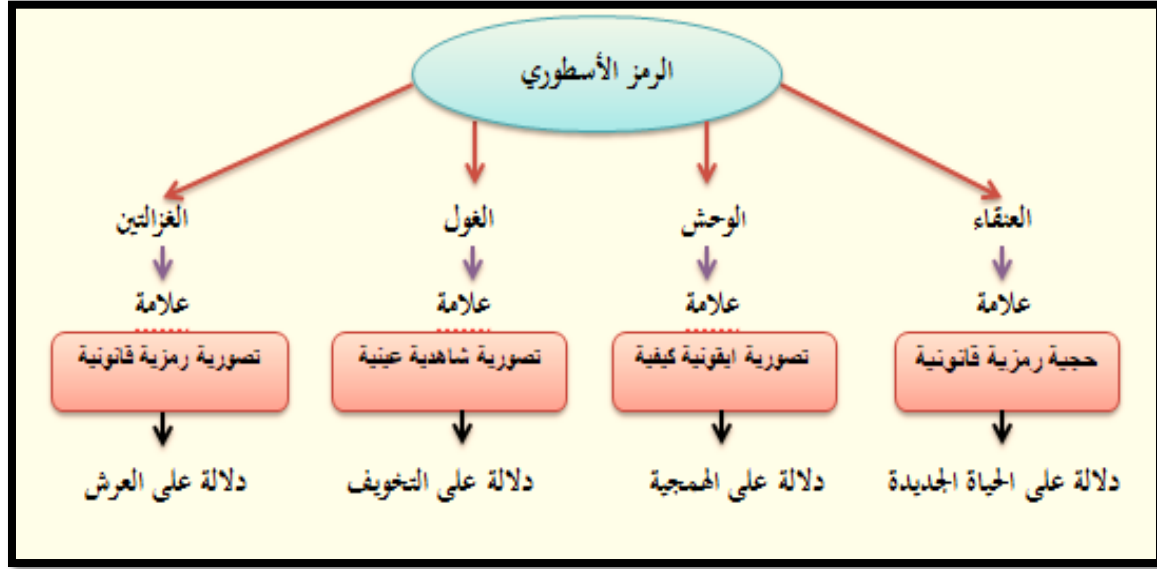 الرمز الأسطوري
العنقاء
الوحش
الغول
الغزالتين
علامة
علامة
علامة
علامة
حجية رمزية قانونية
تصورية ايقونية كيفية
تصورية شاهدية عينية
تصورية رمزية قانونية
دلالة على الحياة الجديدة
دلالة على الهمجية
دلالة على التخويف
دلالة على العرش